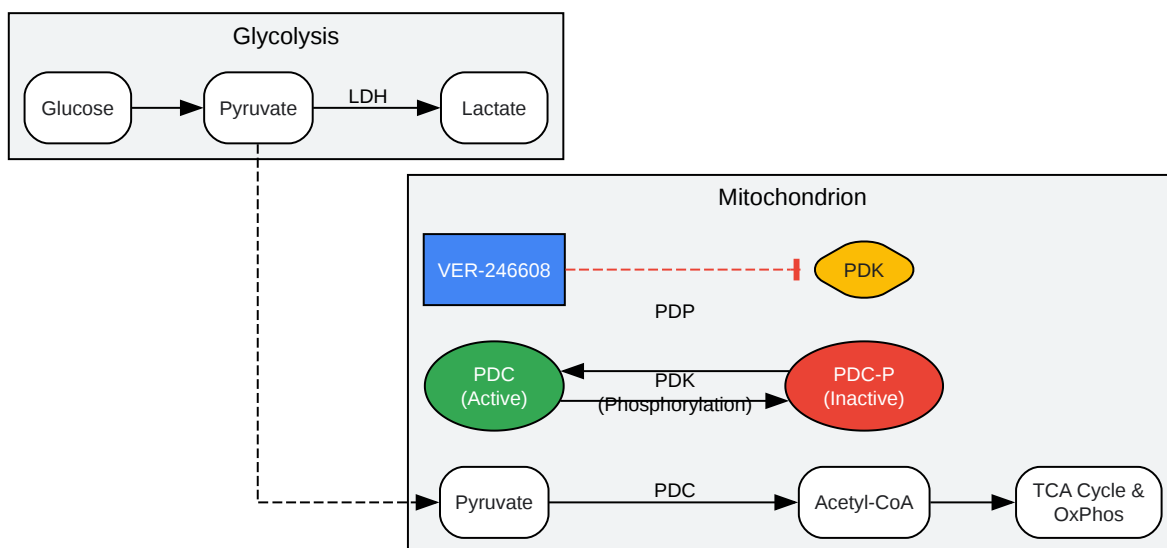 Glycolysis
Glucose
Pyruvate
LDH
Lactate
Mitochondrion
VER-246608
PDK
PDP
PDC
(Active)
PDK
(Phosphorylation)
PDC-P
(Inactive)
Pyruvate
PDC
Acetyl-CoA
TCA Cycle &
OxPhos